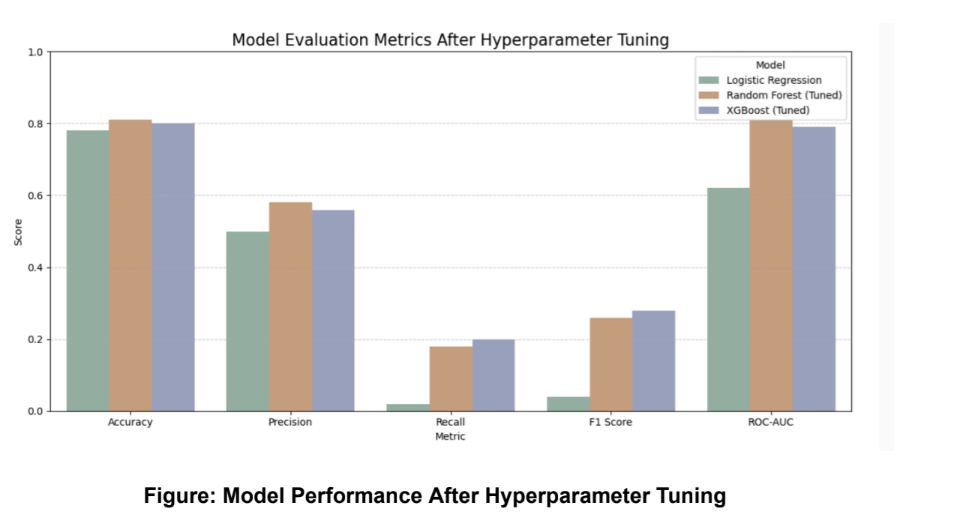 Model Evaluation Metrics After Hyperparameter Tuning
Model
Logistic Regression
Random Forest (Tuned)
XGBoost (Tuned)
1.0
0.8
0.6
0.4
0.2
0.0
Score
Accuracy
Precision
Recall
F1 Score
ROC-AUC
Metric
Figure: Model Performance After Hyperparameter Tuning